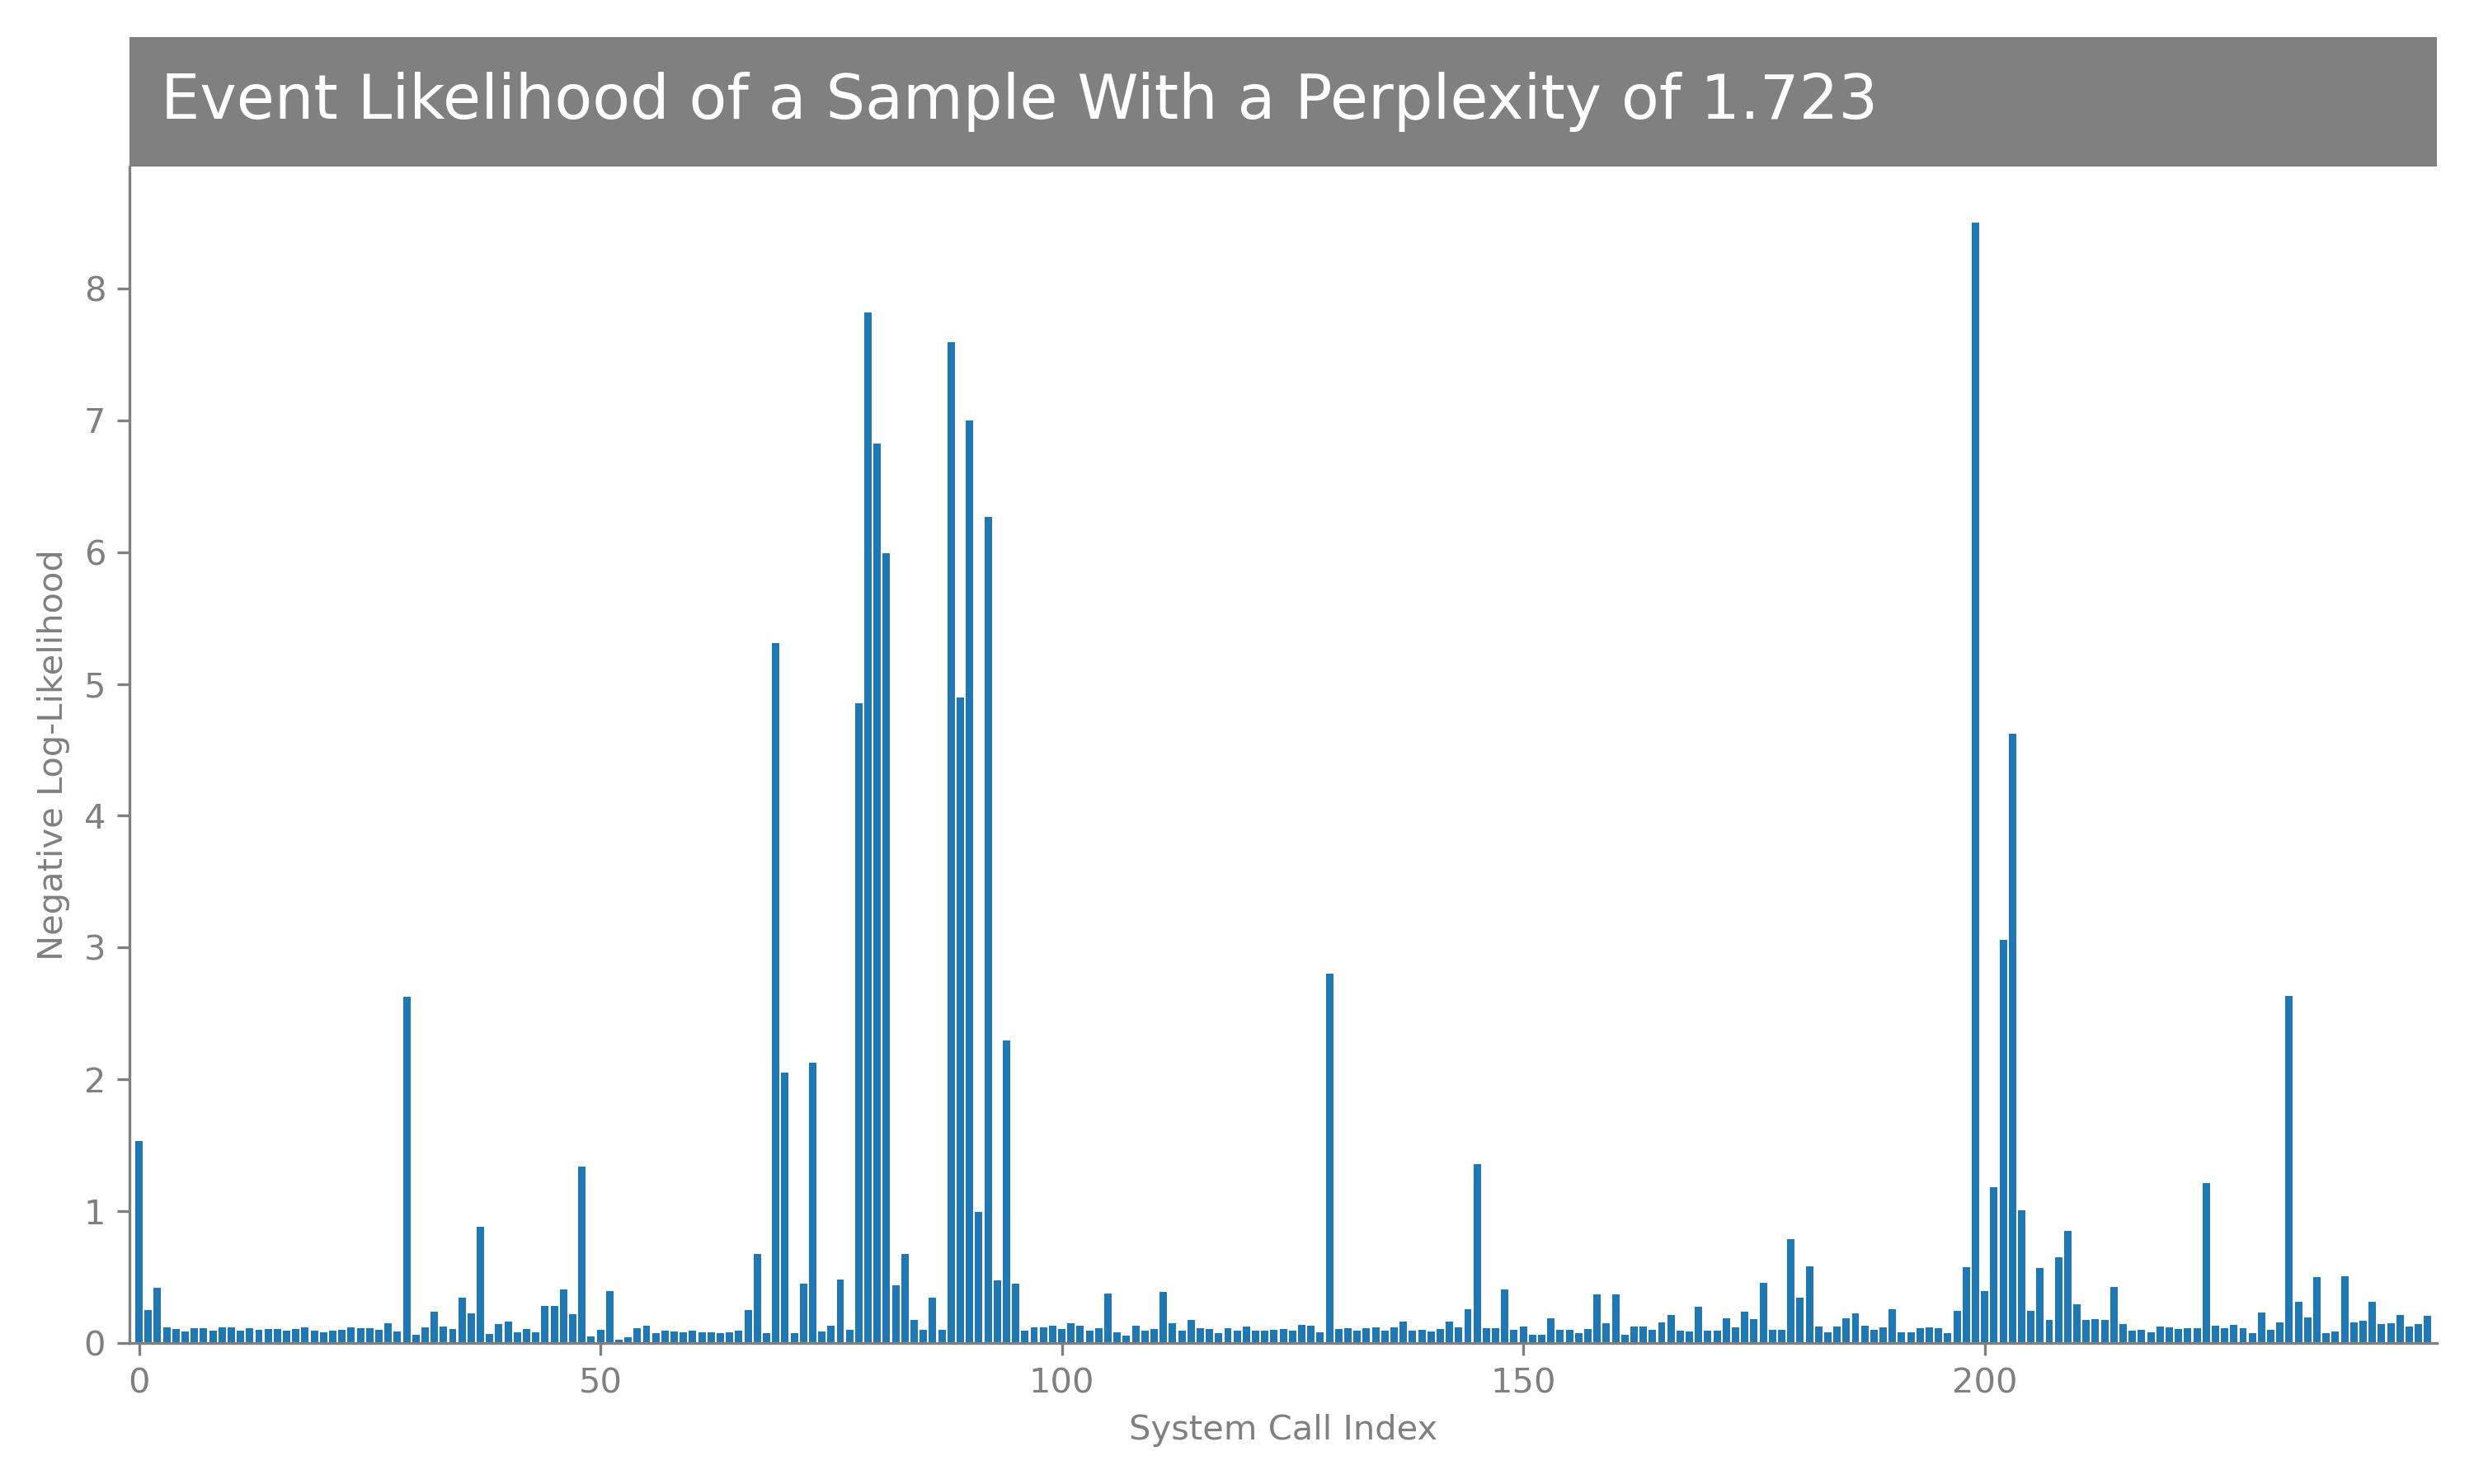 Event Likelihood of a Sample With a Perplexity of 1.723
Negative Log-Likelihood
8
7
6
5
4
3
2
1
0
0 50 100 150 200
System Call Index